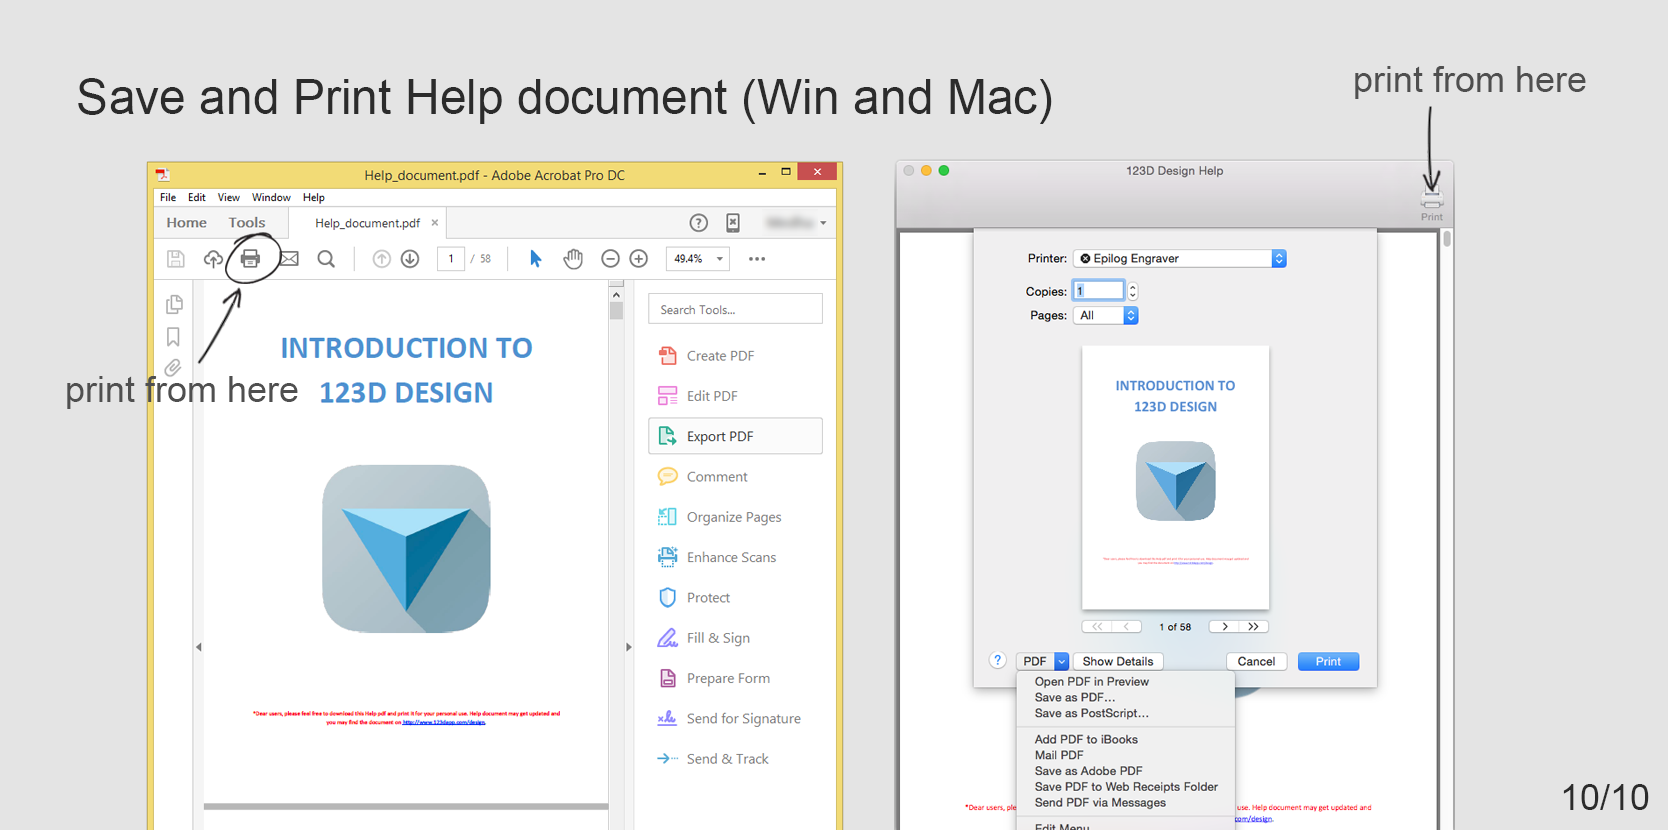 Save and Print Help document (Win and Mac)
print from here
Help_document.pdf - Adobe Acrobat Pro DC
File Edit View Window Help
Home Tools Help_document.pdf ×
1 / 58 49.4%
Search Tools...
INTRODUCTION TO
123D DESIGN
print from here
Create PDF
Edit PDF
Export PDF
Comment
Organize Pages
Enhance Scans
Protect
Fill & Sign
Prepare Form
Send for Signature
Send & Track
*Dear users, please feel free to download this Help pdf and print it for your personal use. Help document may get updated and
you may find the document on http://www.123dapp.com/design.
123D Design Help
Print
Printer: Epilog Engraver
Copies: 1
Pages: All
INTRODUCTION TO
123D DESIGN
1 of 58
? PDF Show Details Cancel Print
Open PDF in Preview
Save as PDF...
Save as PostScript...
Add PDF to iBooks
Mail PDF
Save as Adobe PDF
Save PDF to Web Receipts Folder
Send PDF via Messages
Edit Menu
*Dear users, ple
use. Help document may get updated and
com/design.
10/10